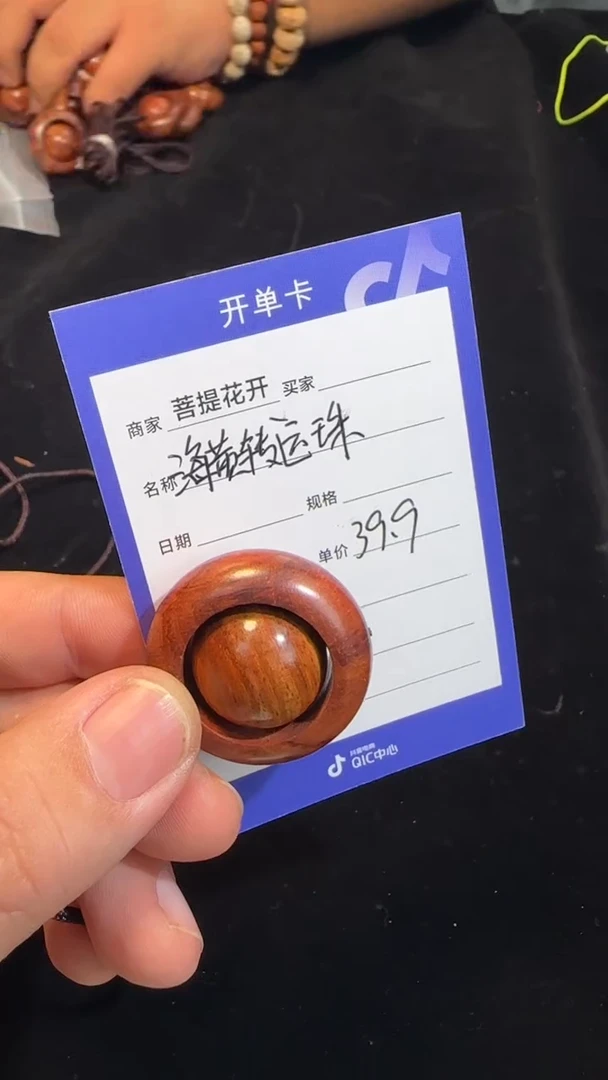 开单卡
商家 菩提花开 买家
名称 海黄转运珠
规格
日期
单价 39.9
抖音电商
QIC中心